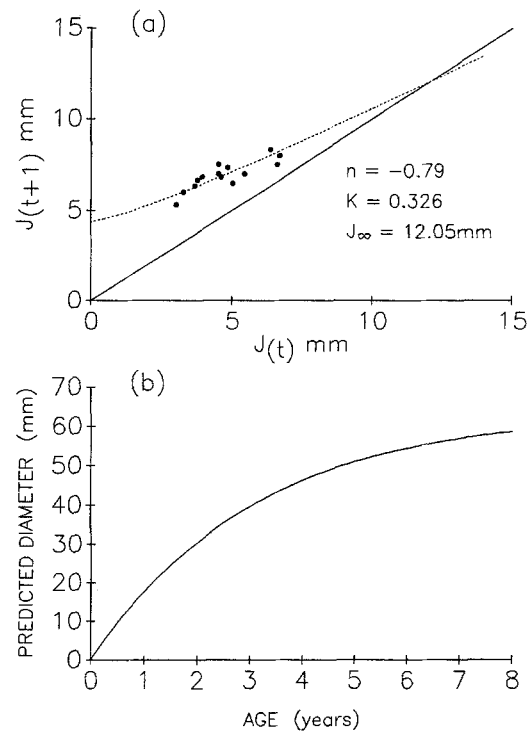 (a)
15
10
5
0
J(t+1) mm
n = −0.79
K = 0.326
J∞ = 12.05mm
0 5 10 15
J(t) mm
(b)
70
60
50
40
30
20
10
0
PREDICTED DIAMETER (mm)
0 1 2 3 4 5 6 7 8
AGE (years)